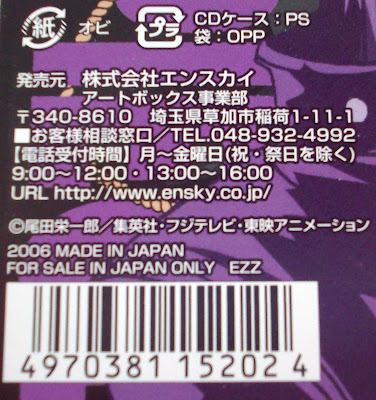 紙 オビ プラ CDケース:PS
袋:OPP
発売元 株式会社エンスカイ
アートボックス事業部
〒340-8610 埼玉県草加市稲荷1-11-1
■お客様相談窓口/TEL.048-932-4992
【電話受付時間】月~金曜日(祝・祭日を除く)
9:00~12:00・13:00~16:00
URL http://www.ensky.co.jp/
©尾田栄一郎/集英社・フジテレビ・東映アニメーション
2006 MADE IN JAPAN
FOR SALE IN JAPAN ONLY EZZ
4970381152024